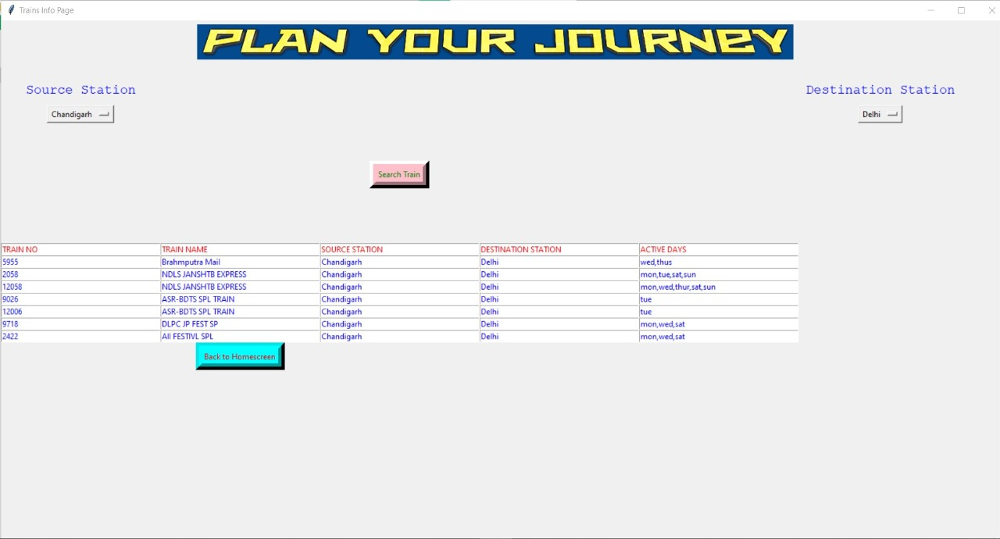 Trains Info Page
PLAN YOUR JOURNEY
Source Station Destination Station
Chandigarh Delhi
Search Train
TRAIN NO TRAIN NAME SOURCE STATION DESTINATION STATION ACTIVE DAYS
5955 Brahmputra Mail Chandigarh Delhi wed,thus
2058 NDLS JANSHTB EXPRESS Chandigarh Delhi mon,tue,sat,sun
12058 NDLS JANSHTB EXPRESS Chandigarh Delhi mon,wed,thur,sat,sun
9026 ASR-BDTS SPL TRAIN Chandigarh Delhi tue
12006 ASR-BDTS SPL TRAIN Chandigarh Delhi tue
9718 DLPC JP FEST SP Chandigarh Delhi mon,wed,sat
2422 All FESTIVL SPL Chandigarh Delhi mon,wed,sat
Back to Homescreen